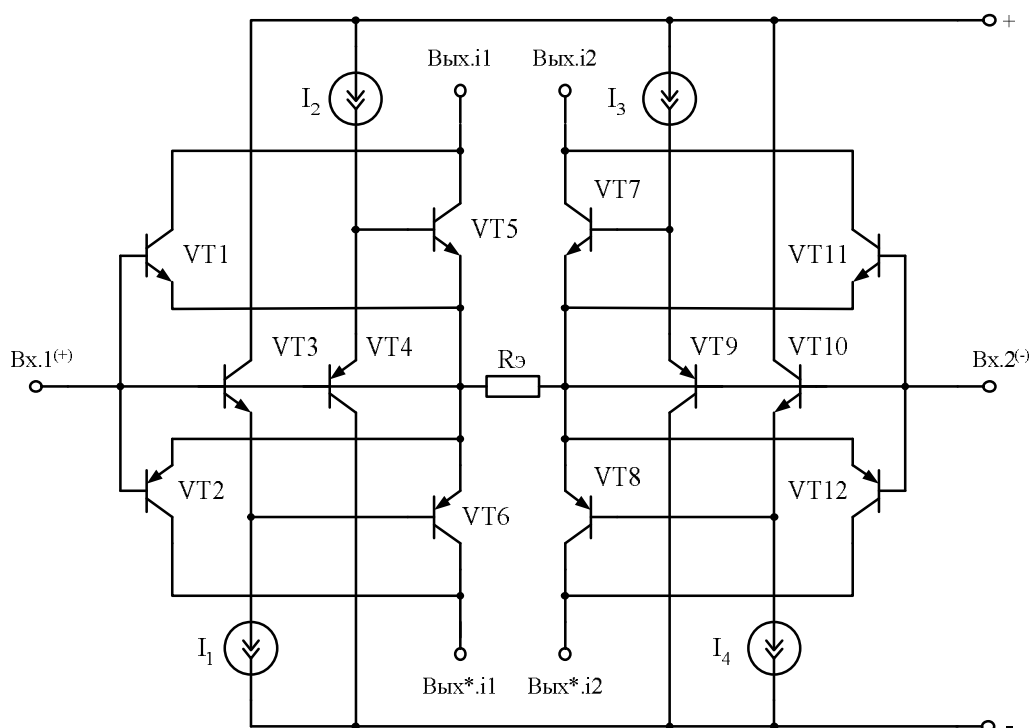 +
Вых.i1 Вых.i2
I2 I3
VT7
VT5
VT1 VT11
Вх.1(+) VT3 VT4 Rэ VT9 VT10 Вх.2(-)
VT2 VT8 VT12
VT6
I1 I4
Вых*.i1 Вых*.i2
-